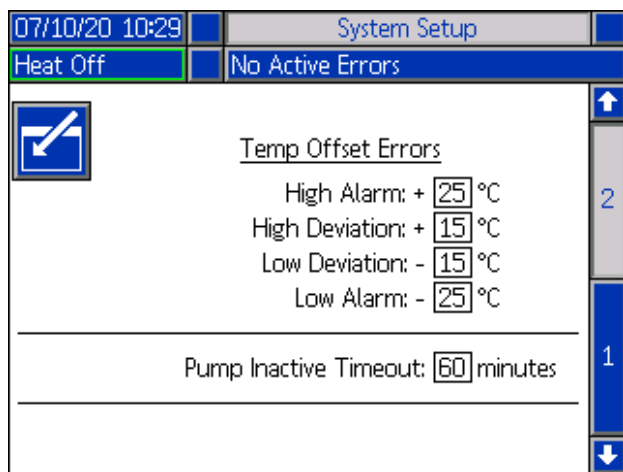 07/10/20 10:29 System Setup
Heat Off No Active Errors
Temp Offset Errors
High Alarm: + 25 °C
High Deviation: + 15 °C
Low Deviation: - 15 °C
Low Alarm: - 25 °C
Pump Inactive Timeout: 60 minutes
2
1